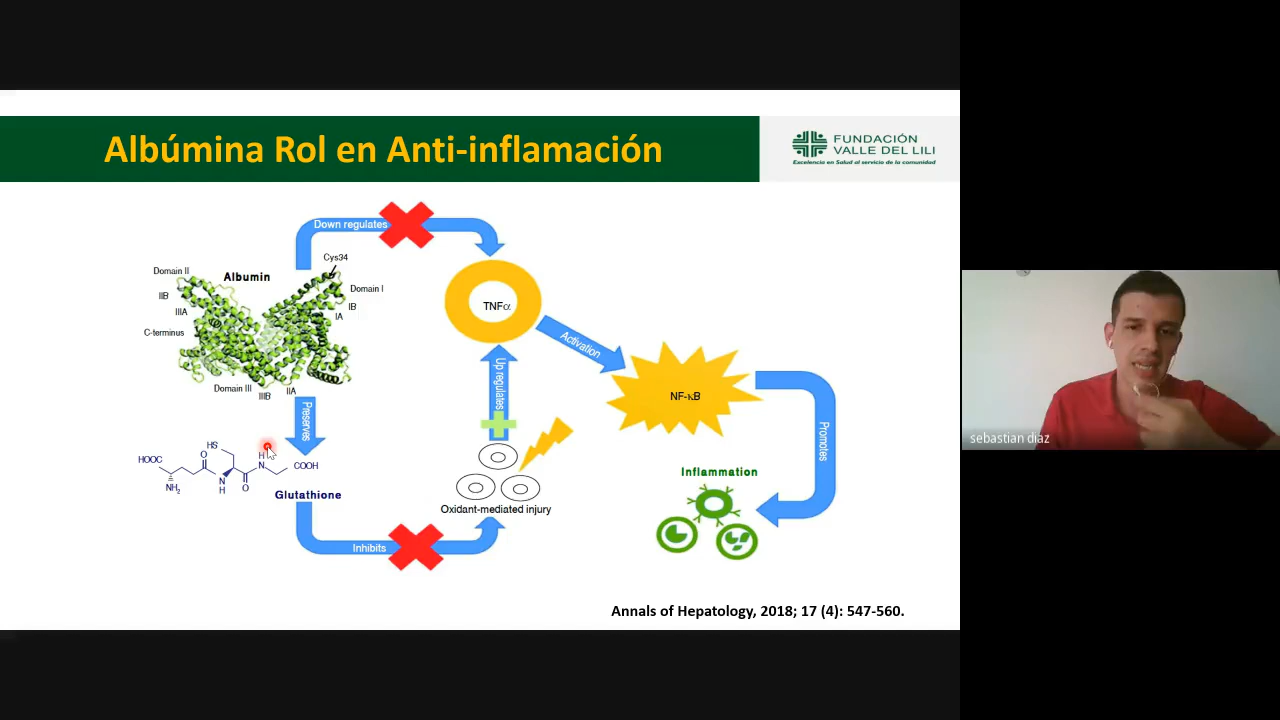 Albúmina Rol en Anti-inflamación
FUNDACIÓN
VALLE DEL LILI
Excelencia en Salud al servicio de la comunidad
Down regulates
Cys34
Domain II
Albumin
Domain I
IIB
IB
IIIA
IA
C-terminus
TNFα
Activation
Domain III
IIIB
IIA
Up regulates
NF-κB
Preserves
Promotes
HS
HOOC
O
H
N
COOH
NH2
N
H
O
Glutathione
Inflammation
Oxidant-mediated injury
Inhibits
Annals of Hepatology, 2018; 17 (4): 547-560.
sebastian diaz